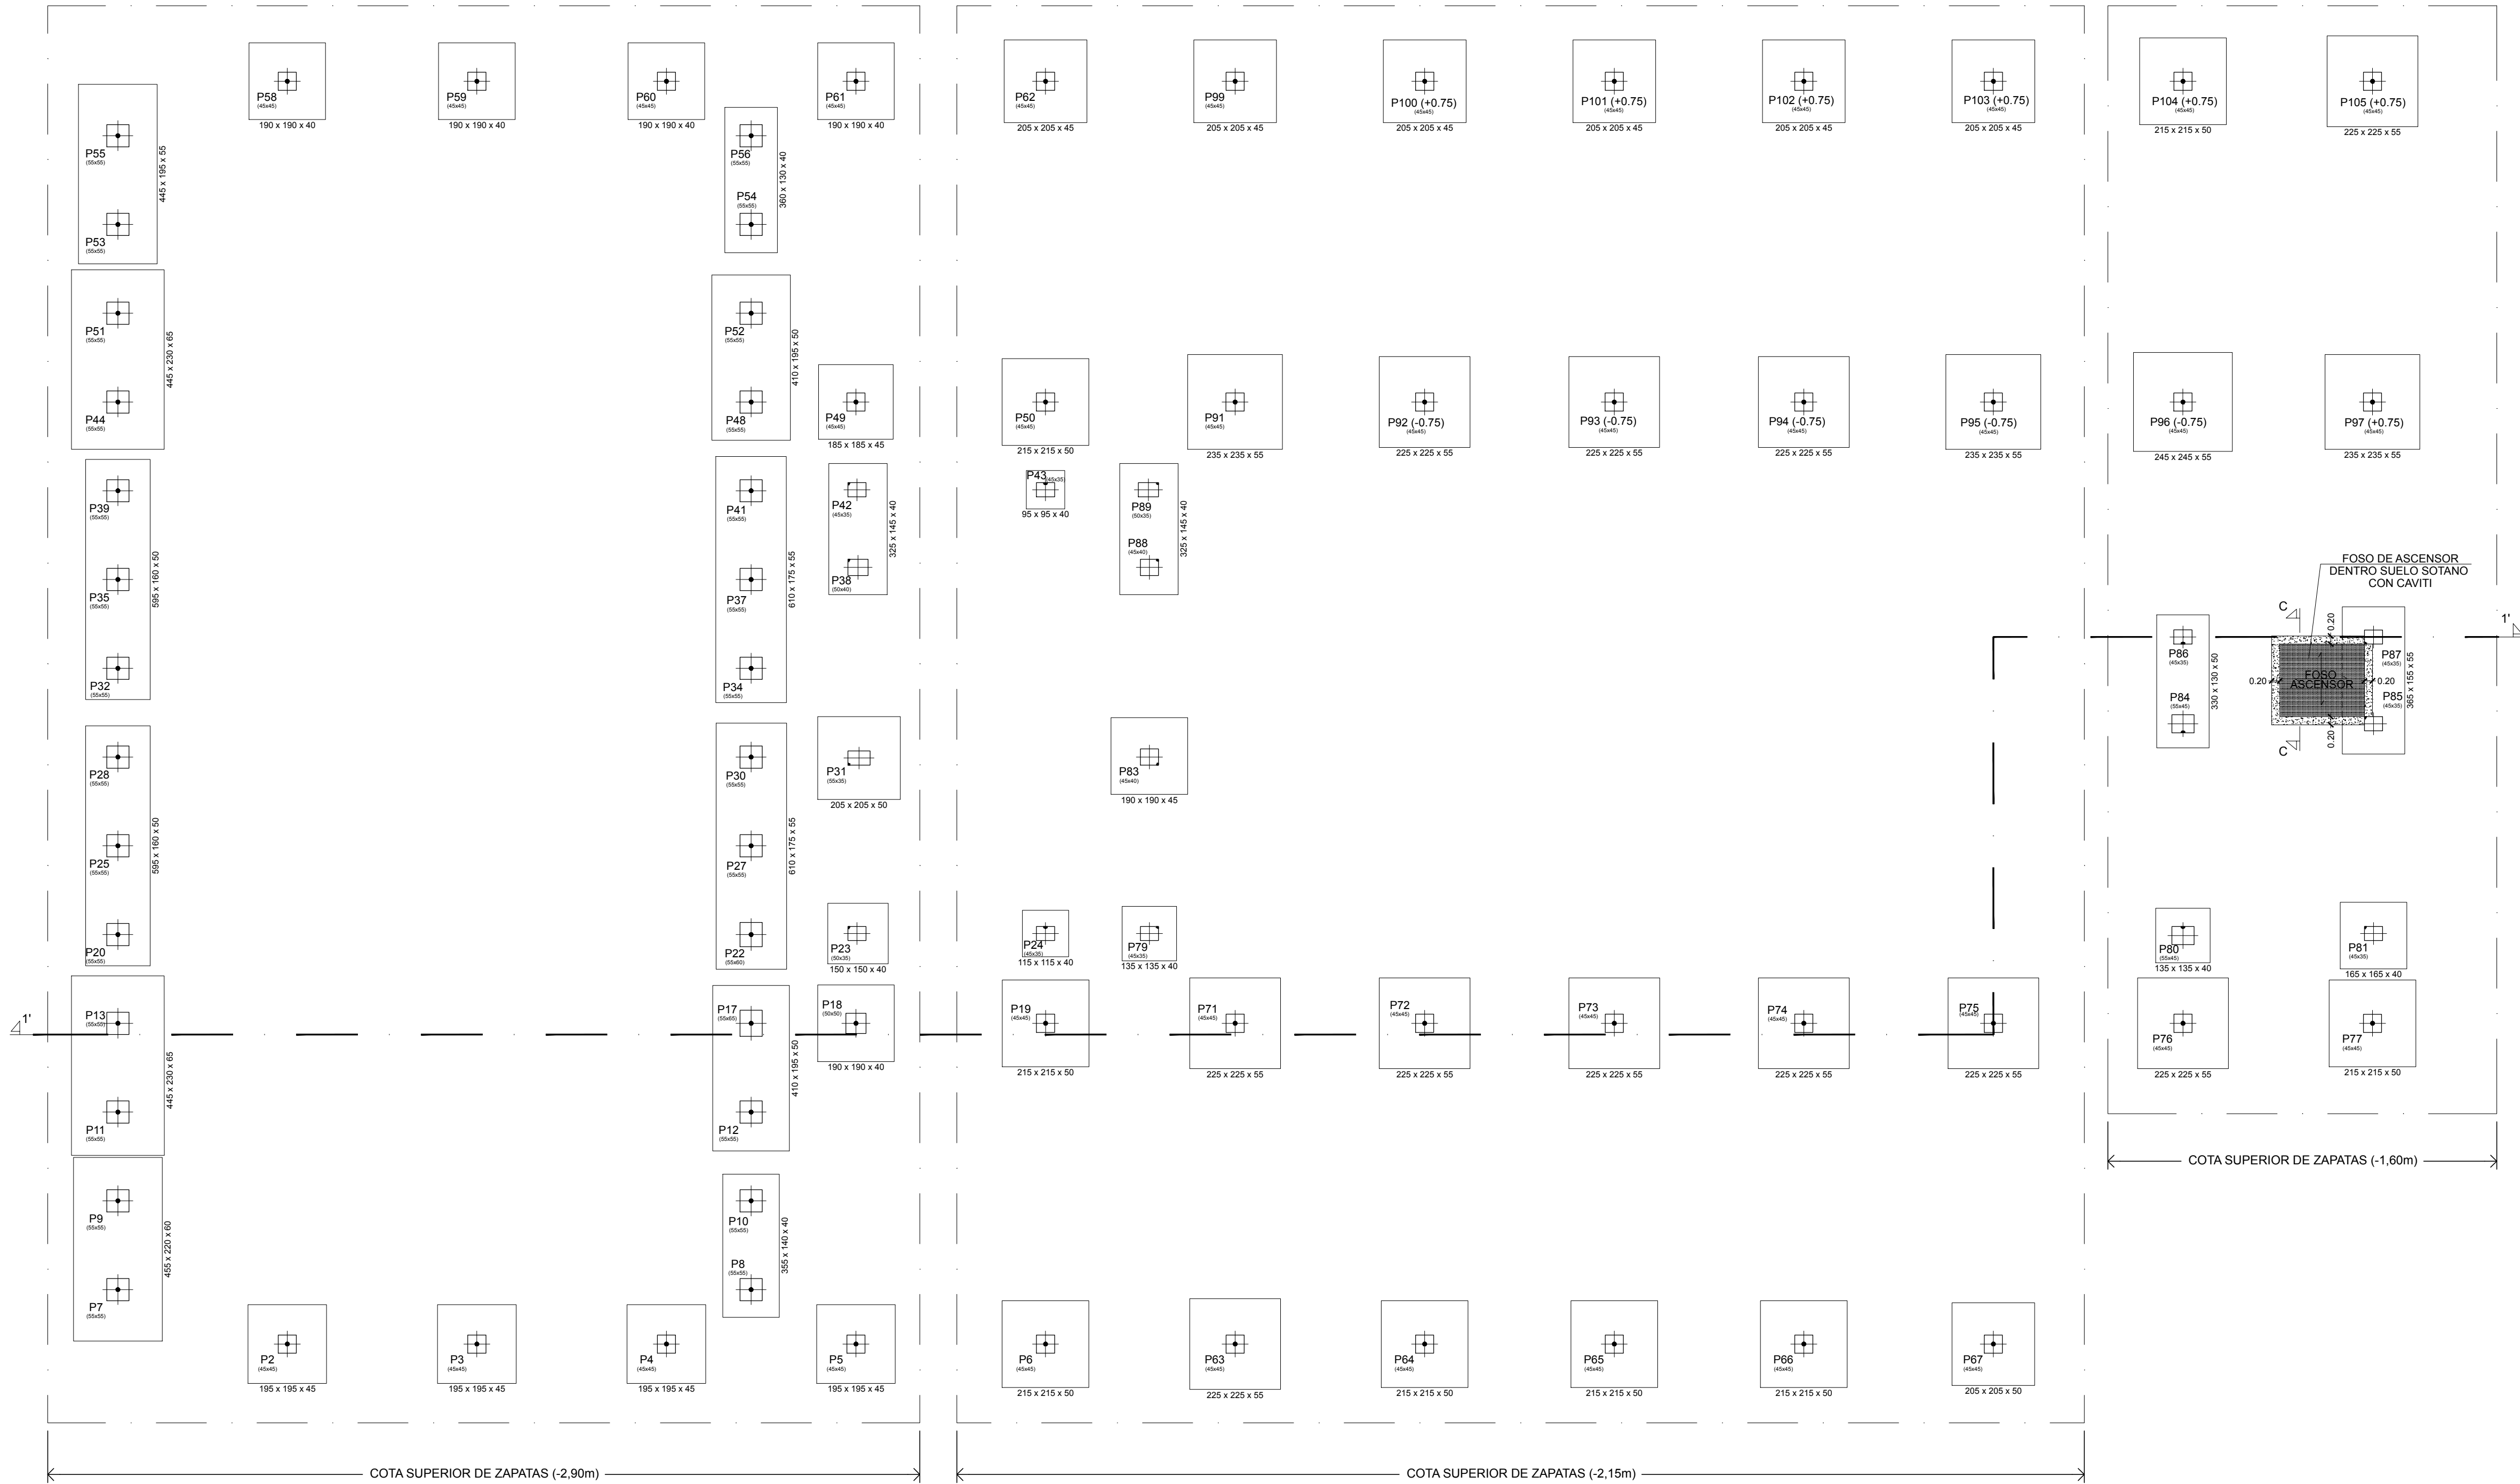 P58
(45x45)
190 x 190 x 40
P59
(45x45)
190 x 190 x 40
P60
(45x45)
190 x 190 x 40
P61
(45x45)
190 x 190 x 40
P62
(45x45)
205 x 205 x 45
P99
(45x45)
205 x 205 x 45
P100 (+0.75)
(45x45)
205 x 205 x 45
P101 (+0.75)
(45x45)
205 x 205 x 45
P102 (+0.75)
(45x45)
205 x 205 x 45
P103 (+0.75)
(45x45)
205 x 205 x 45
P104 (+0.75)
(45x45)
215 x 215 x 50
P105 (+0.75)
(45x45)
225 x 225 x 55
P55
(55x55)
P53
(55x55)
445 x 195 x 55
P56
(55x55)
P54
(55x55)
360 x 130 x 40
P51
(55x55)
P44
(55x55)
445 x 230 x 65
P52
(55x55)
P48
(55x55)
410 x 195 x 50
P49
(45x45)
185 x 185 x 45
P50
(45x45)
215 x 215 x 50
P91
(45x45)
235 x 235 x 55
P92 (-0.75)
(45x45)
225 x 225 x 55
P93 (-0.75)
(45x45)
225 x 225 x 55
P94 (-0.75)
(45x45)
225 x 225 x 55
P95 (-0.75)
(45x45)
235 x 235 x 55
P96 (-0.75)
(45x45)
245 x 245 x 55
P97 (+0.75)
(45x45)
235 x 235 x 55
P39
(55x55)
P35
(55x55)
P32
(55x55)
595 x 160 x 50
P41
(55x55)
P37
(55x55)
P34
(55x55)
610 x 175 x 55
P42
(45x35)
P38
(50x40)
325 x 145 x 40
P43
(45x35)
95 x 95 x 40
P89
(50x35)
P88
(45x40)
325 x 145 x 40
FOSO DE ASCENSOR
DENTRO SUELO SOTANO
CON CAVITI
C
0.20
1'
P86
(45x35)
P84
(55x45)
330 x 130 x 50
0.20
FOSO
ASCENSOR
0.20
P87
(45x35)
P85
(45x35)
365 x 155 x 55
0.20
C
P28
(55x55)
P25
(55x55)
P20
(55x55)
595 x 160 x 50
P30
(55x55)
P27
(55x55)
P22
(55x60)
610 x 175 x 55
P31
(55x35)
205 x 205 x 50
P83
(45x40)
190 x 190 x 45
P23
(50x35)
150 x 150 x 40
P24
(45x35)
115 x 115 x 40
P79
(45x35)
135 x 135 x 40
P80
(55x45)
135 x 135 x 40
P81
(45x35)
165 x 165 x 40
1'
P13
(55x55)
P11
(55x55)
445 x 230 x 65
P17
(55x65)
P12
(55x55)
410 x 195 x 50
P18
(50x50)
190 x 190 x 40
P19
(45x45)
215 x 215 x 50
P71
(45x45)
225 x 225 x 55
P72
(45x45)
225 x 225 x 55
P73
(45x45)
225 x 225 x 55
P74
(45x45)
225 x 225 x 55
P75
(45x45)
225 x 225 x 55
P76
(45x45)
225 x 225 x 55
P77
(45x45)
215 x 215 x 50
COTA SUPERIOR DE ZAPATAS (-1,60m)
P9
(55x55)
P7
(55x55)
455 x 220 x 60
P10
(55x55)
P8
(55x55)
355 x 140 x 40
P2
(45x45)
195 x 195 x 45
P3
(45x45)
195 x 195 x 45
P4
(45x45)
195 x 195 x 45
P5
(45x45)
195 x 195 x 45
P6
(45x45)
215 x 215 x 50
P63
(45x45)
225 x 225 x 55
P64
(45x45)
215 x 215 x 50
P65
(45x45)
215 x 215 x 50
P66
(45x45)
215 x 215 x 50
P67
(45x45)
205 x 205 x 50
COTA SUPERIOR DE ZAPATAS (-2,90m)
COTA SUPERIOR DE ZAPATAS (-2,15m)